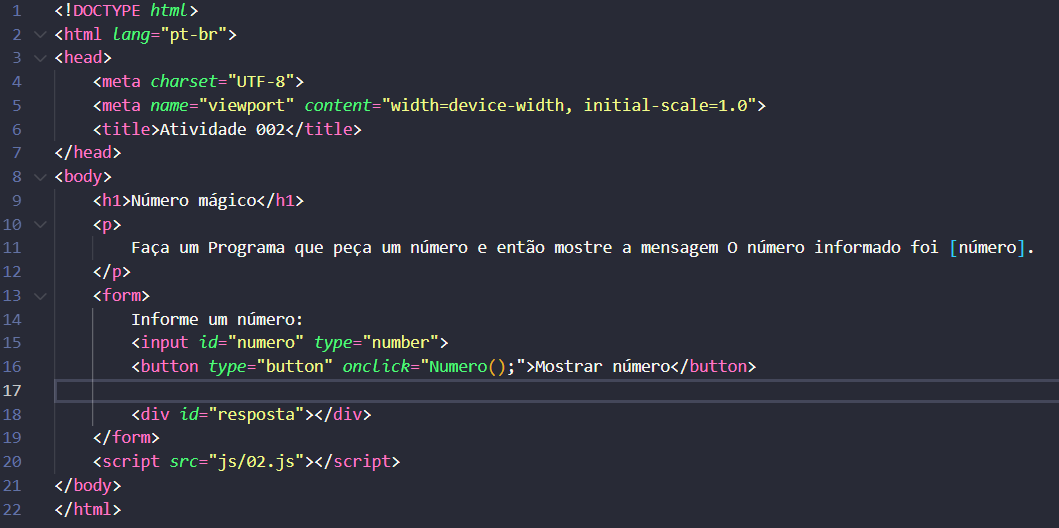 1 <!DOCTYPE html>
2 <html lang="pt-br">
3 <head>
4 <meta charset="UTF-8">
5 <meta name="viewport" content="width=device-width, initial-scale=1.0">
6 <title>Atividade 002</title>
7 </head>
8 <body>
9 <h1>Número mágico</h1>
10 <p>
11 Faça um Programa que peça um número e então mostre a mensagem O número informado foi [número].
12 </p>
13 <form>
14 Informe um número:
15 <input id="numero" type="number">
16 <button type="button" onclick="Numero();">Mostrar número</button>
17
18 <div id="resposta"></div>
19 </form>
20 <script src="js/02.js"></script>
21 </body>
22 </html>